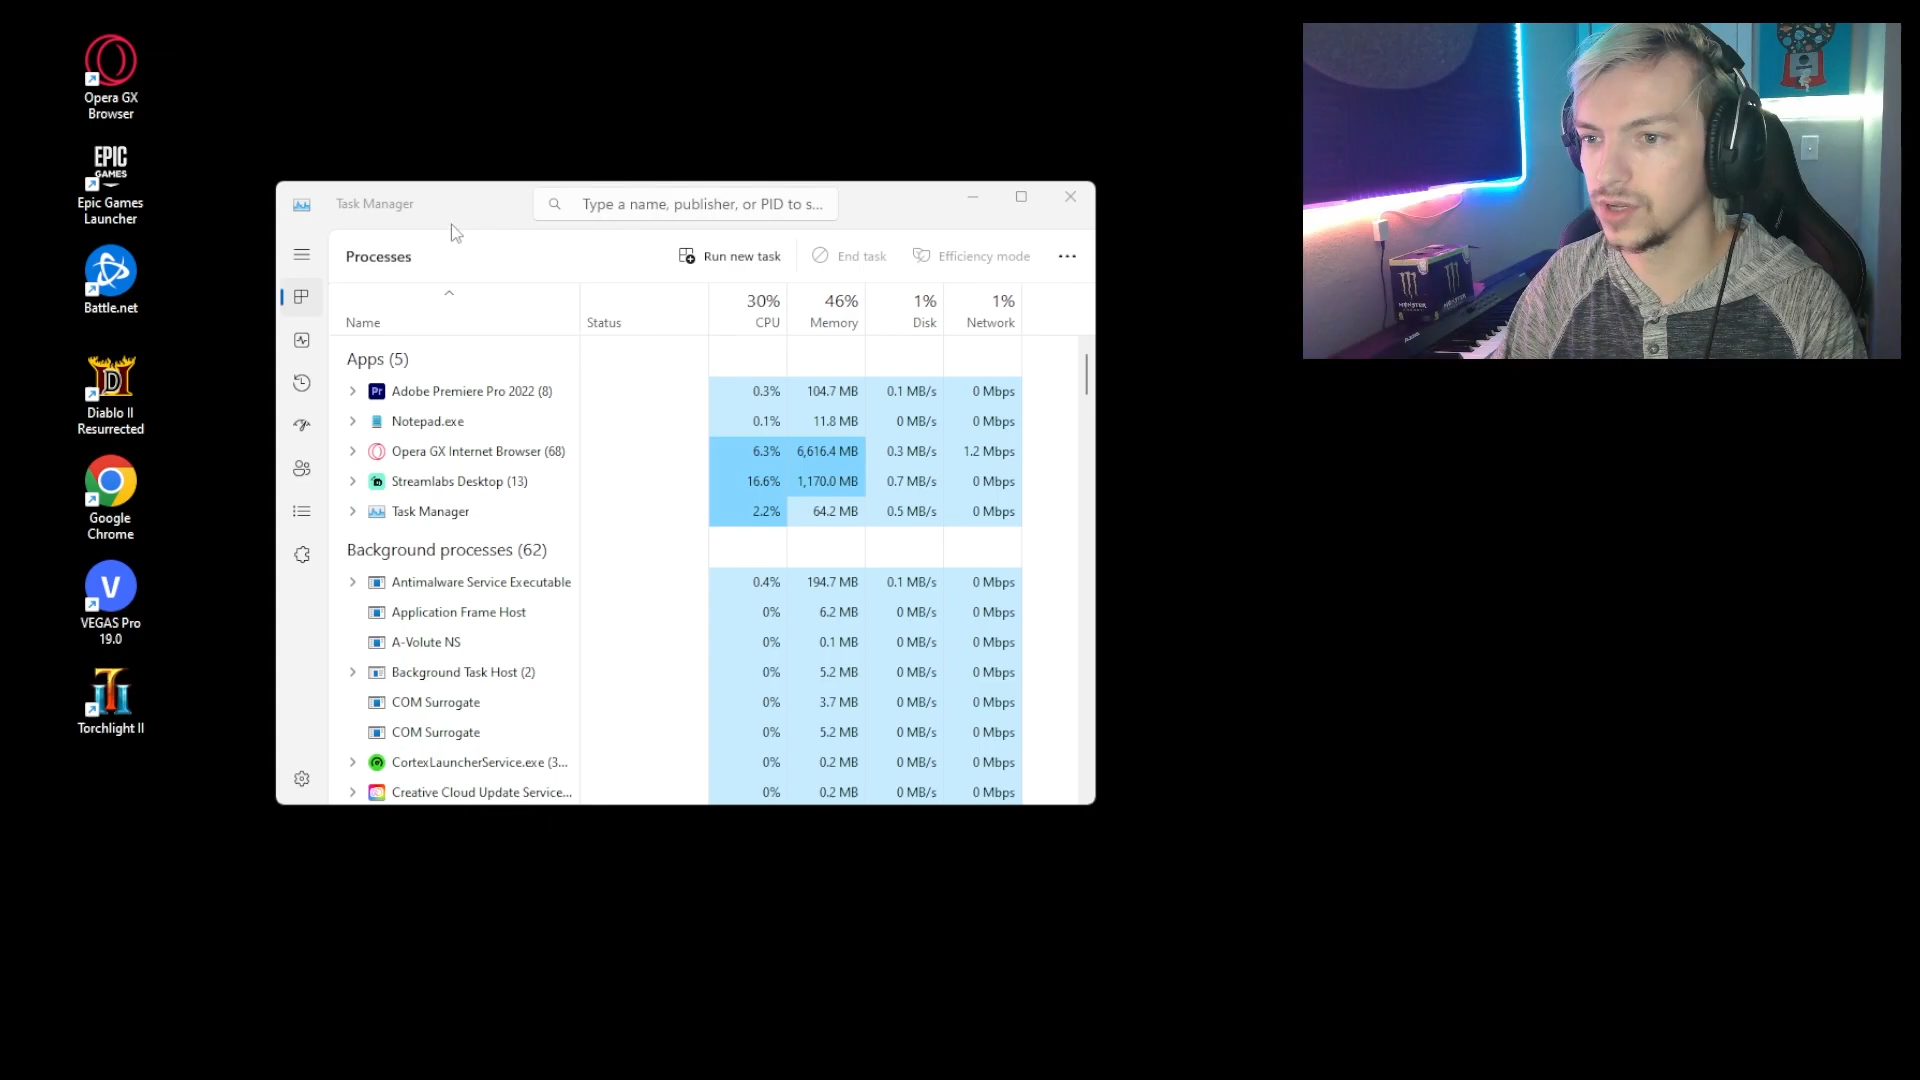 Opera GX
Browser
EPIC
GAMES
Epic Games
Launcher
Battle.net
Diablo II
Resurrected
Google
Chrome
V
VEGAS Pro
19.0
Torchlight II
Task Manager
Type a name, publisher, or PID to s...
Processes
Run new task
End task
Efficiency mode
30% 46% 1% 1%
Name Status CPU Memory Disk Network
Apps (5)
Pr Adobe Premiere Pro 2022 (8) 0.3% 104.7 MB 0.1 MB/s 0 Mbps
Notepad.exe 0.1% 11.8 MB 0 MB/s 0 Mbps
Opera GX Internet Browser (68) 6.3% 6,616.4 MB 0.3 MB/s 1.2 Mbps
Streamlabs Desktop (13) 16.6% 1,170.0 MB 0.7 MB/s 0 Mbps
Task Manager 2.2% 64.2 MB 0.5 MB/s 0 Mbps
Background processes (62)
Antimalware Service Executable 0.4% 194.7 MB 0.1 MB/s 0 Mbps
Application Frame Host 0% 6.2 MB 0 MB/s 0 Mbps
A-Volute NS 0% 0.1 MB 0 MB/s 0 Mbps
Background Task Host (2) 0% 5.2 MB 0 MB/s 0 Mbps
COM Surrogate 0% 3.7 MB 0 MB/s 0 Mbps
COM Surrogate 0% 5.2 MB 0 MB/s 0 Mbps
CortexLauncherService.exe (3... 0% 0.2 MB 0 MB/s 0 Mbps
Creative Cloud Update Service... 0% 0.2 MB 0 MB/s 0 Mbps
MONSTER
MONSTER